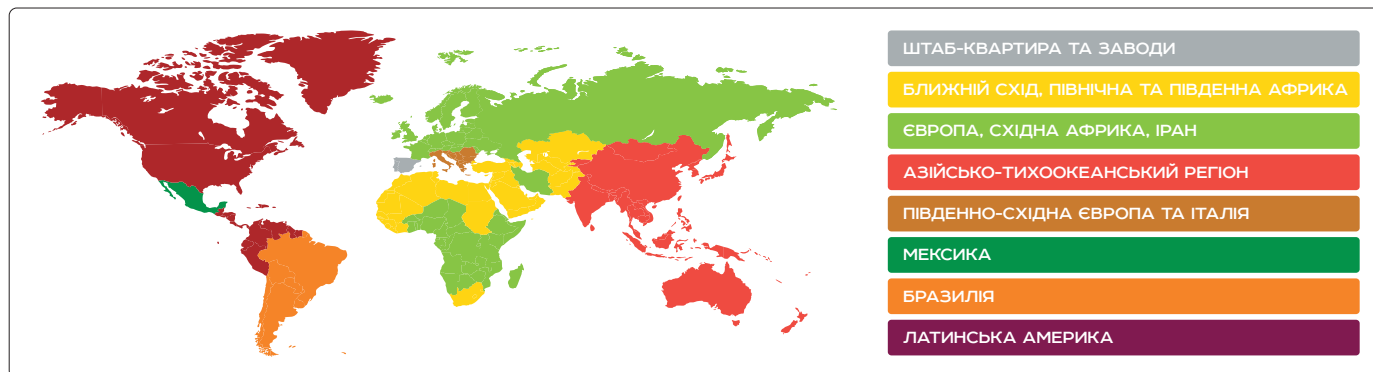 ШТАБ-КВАРТИРА ТА ЗАВОДИ
БЛИЖНІЙ СХІД, ПІВНІЧНА ТА ПІВДЕННА АФРИКА
ЄВРОПА, СХІДНА АФРИКА, ІРАН
АЗІЙСЬКО-ТИХООКЕАНСЬКИЙ РЕГІОН
ПІВДЕННО-СХІДНА ЄВРОПА ТА ІТАЛІЯ
МЕКСИКА
БРАЗИЛІЯ
ЛАТИНСЬКА АМЕРИКА